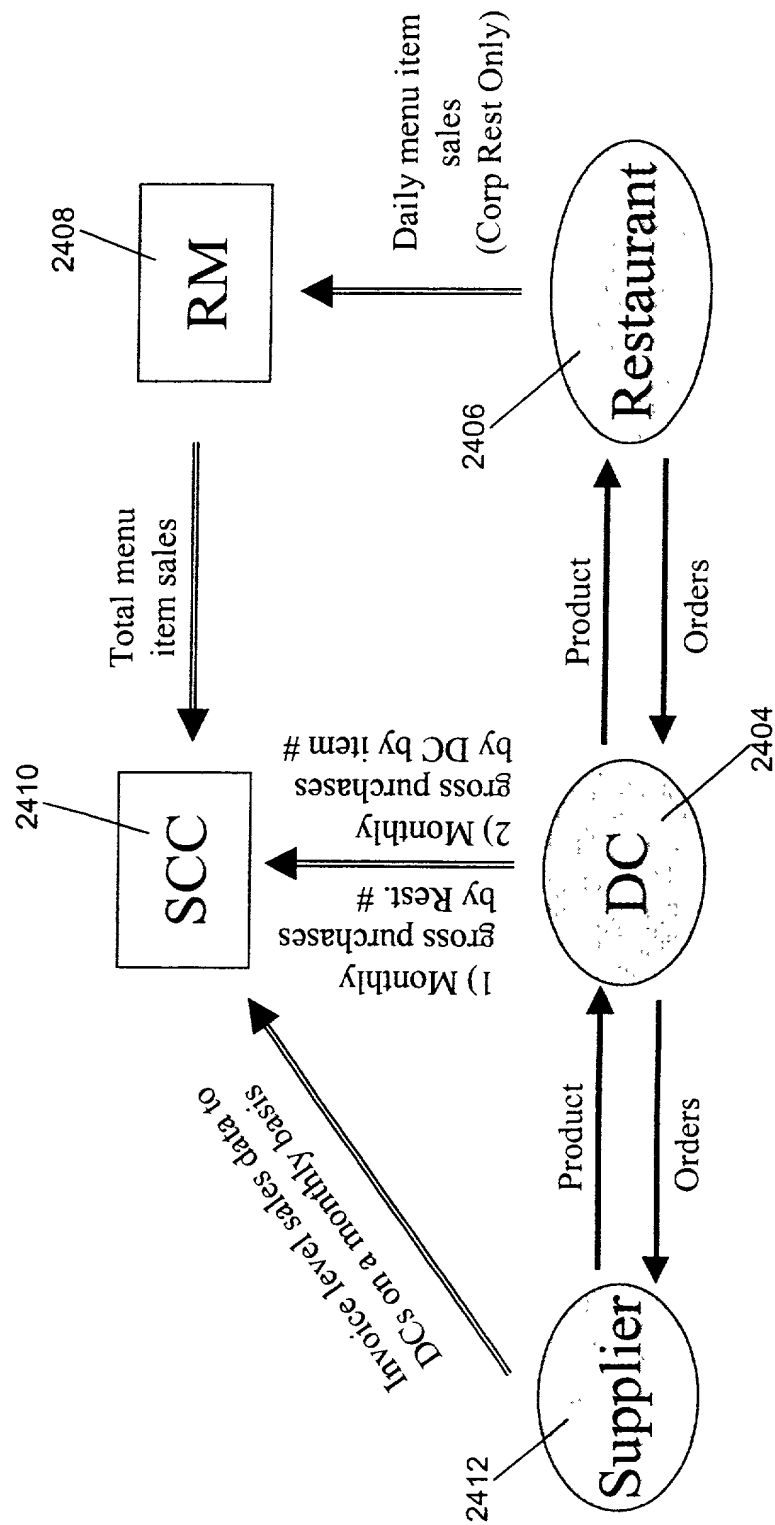 2410
SCC
Total menu
item sales
2408
RM
Invoice level sales data to
DCs on a monthly basis
1) Monthly
gross purchases
by Rest. #
2) Monthly
gross purchases
by DC by item #
Daily menu item
sales
(Corp Rest Only)
2412
Supplier
Product
Orders
DC
2404
Product
Orders
2406
Restaurant